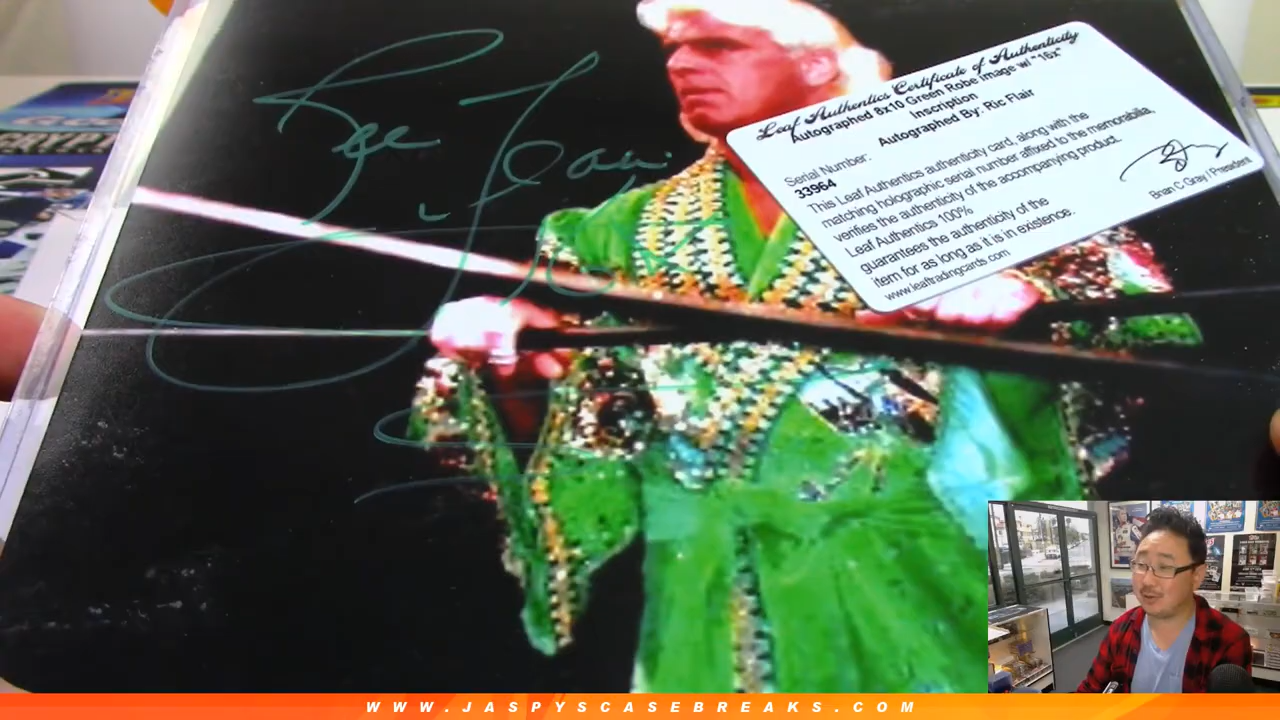 Leaf Authentics Certificate of Authenticity
Autographed 8x10 Green Robe Image w/ "16x"
Inscription
Autographed By: Ric Flair
Serial Number:
33964
This Leaf Authentics authenticity card, along with the
matching holographic serial number affixed to the memorabilia,
verifies the authenticity of the accompanying product.
Leaf Authentics 100%
guarantees the authenticity of the
item for as long as it is in existence.
www.leaftradingcards.com
Brian C Gray / President
16x
WWW.JASPYSCASEBREAKS.COM